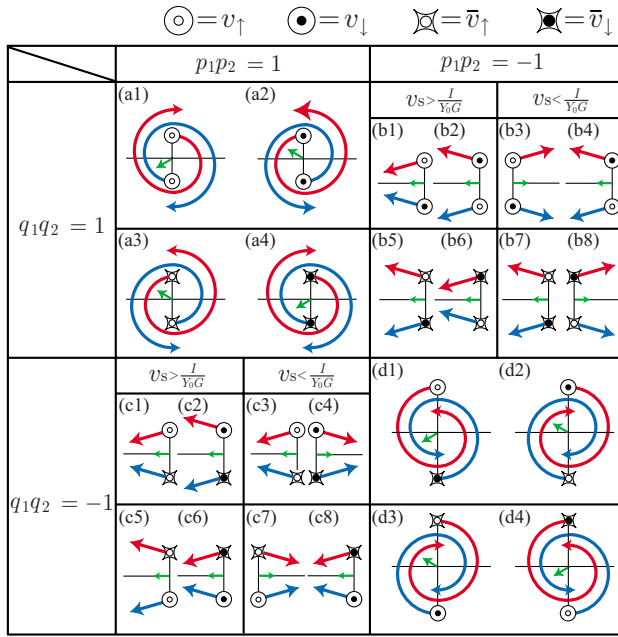 = v↑ = v↓ = v̄↑ = v̄↓
p₁p₂ = 1 p₁p₂ = −1
(a1) (a2) vs> I/Y₀G vs< I/Y₀G
(b1) (b2) (b3) (b4)
q₁q₂ = 1
(a3) (a4) (b5) (b6) (b7) (b8)
vs> I/Y₀G vs< I/Y₀G (d1) (d2)
(c1) (c2) (c3) (c4)
q₁q₂ = −1
(c5) (c6) (c7) (c8) (d3) (d4)